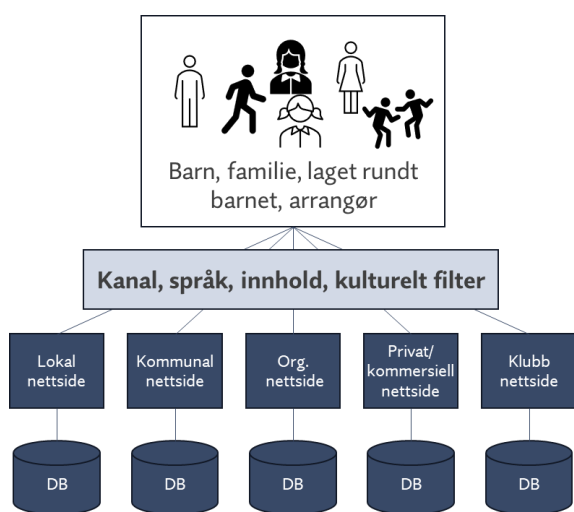 Barn, familie, laget rundt
barnet, arrangør
Kanal, språk, innhold, kulturelt filter
Lokal
nettside
Kommunal
nettside
Org.
nettside
Privat/
kommersiell
nettside
Klubb
nettside
DB
DB
DB
DB
DB